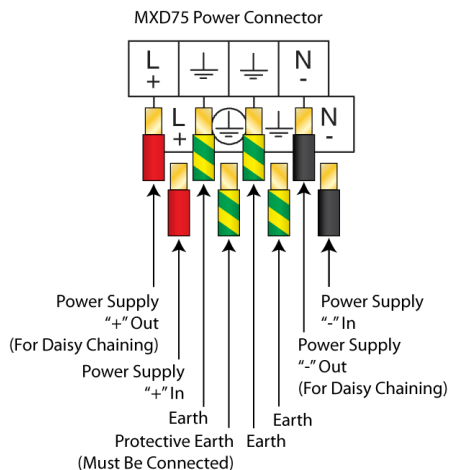 MXD75 Power Connector
L
+
N
-
L
+
N
-
Power Supply
“+” Out
(For Daisy Chaining)
Power Supply
“+” In
Earth
Protective Earth
(Must Be Connected)
Earth
Earth
Power Supply
“-” In
Power Supply
“-” Out
(For Daisy Chaining)